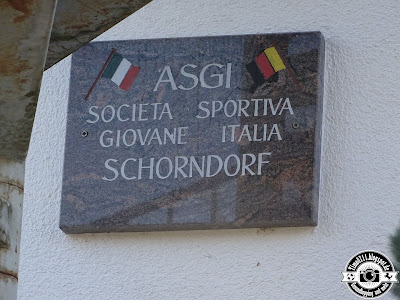 ASGI
SOCIETA SPORTIVA
GIOVANE ITALIA
SCHORNDORF